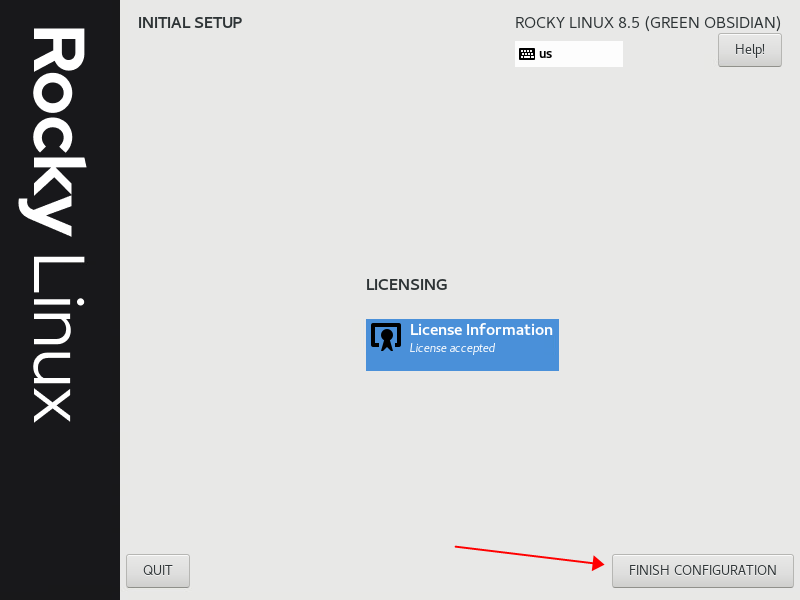 Rocky Linux
INITIAL SETUP
ROCKY LINUX 8.5 (GREEN OBSIDIAN)
us
Help!
LICENSING
License Information
License accepted
QUIT
FINISH CONFIGURATION